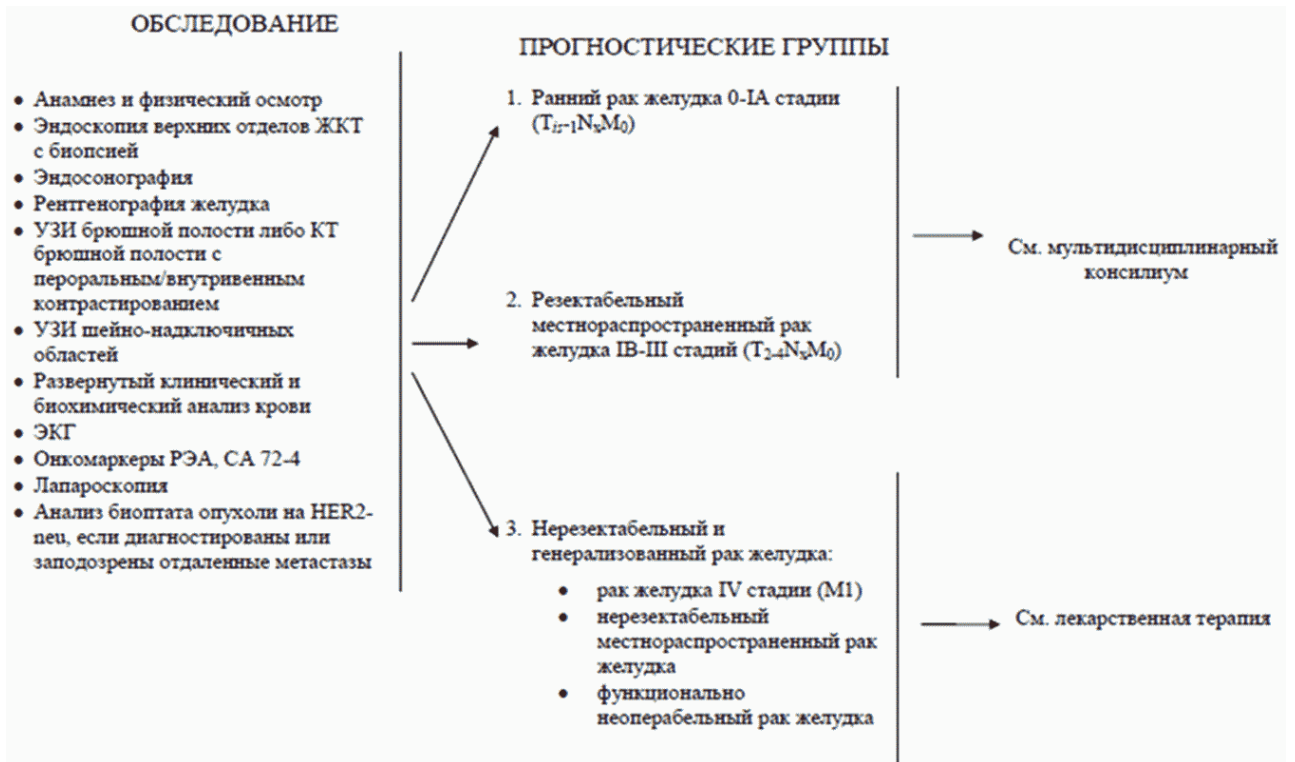 ОБСЛЕДОВАНИЕ
• Анамнез и физический осмотр
• Эндоскопия верхних отделов ЖКТ
с биопсией
• Эндосонография
• Рентгенография желудка
• УЗИ брюшной полости либо КТ
брюшной полости с
пероральным/внутривенным
контрастированием
• УЗИ шейно-надключичных
областей
• Развернутый клинический и
биохимический анализ крови
• ЭКГ
• Онкомаркеры РЭА, СА 72-4
• Лапароскопия
• Анализ биоптата опухоли на HER2-
neu, если диагностированы или
заподозрены отдаленные метастазы
ПРОГНОСТИЧЕСКИЕ ГРУППЫ
1. Ранний рак желудка 0-IA стадии
(Tis-1NxM0)
2. Резектабельный
местнораспространенный рак
желудка IB-III стадий (T2-4NxM0)
3. Нерезектабельный и
генерализованный рак желудка:
• рак желудка IV стадии (M1)
• нерезектабельный
местнораспространенный рак
желудка
• функционально
неоперабельный рак желудка
См. мультидисциплинарный
консилиум
См. лекарственная терапия